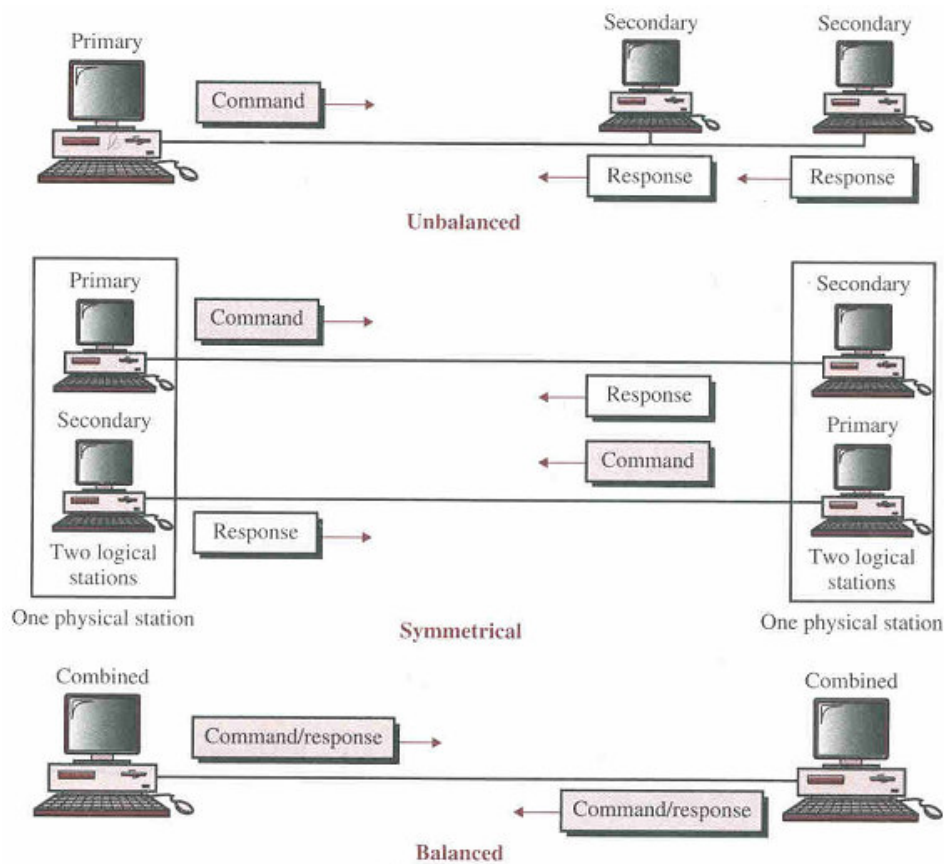 Primary
Secondary
Secondary
Command
Response
Response
Unbalanced
Primary
Secondary
Command
Response
Secondary
Primary
Command
Response
Two logical
stations
Two logical
stations
One physical station
One physical station
Symmetrical
Combined
Combined
Command/response
Command/response
Balanced